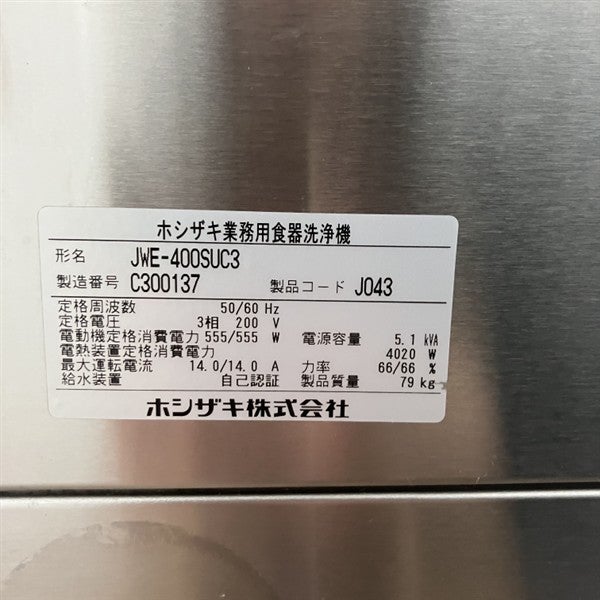 ホシザキ業務用食器洗浄機
形名 JWE-400SUC3
製造番号 C300137 製品コード J043
定格周波数 50/60 Hz
定格電圧 3相 200 V
電動機定格消費電力 555/555 W 電源容量 5.1 kVA
電熱装置定格消費電力 4020 W
最大運転電流 14.0/14.0 A 力率 66/66 %
給水装置 自己認証 製品質量 79 kg
ホシザキ株式会社